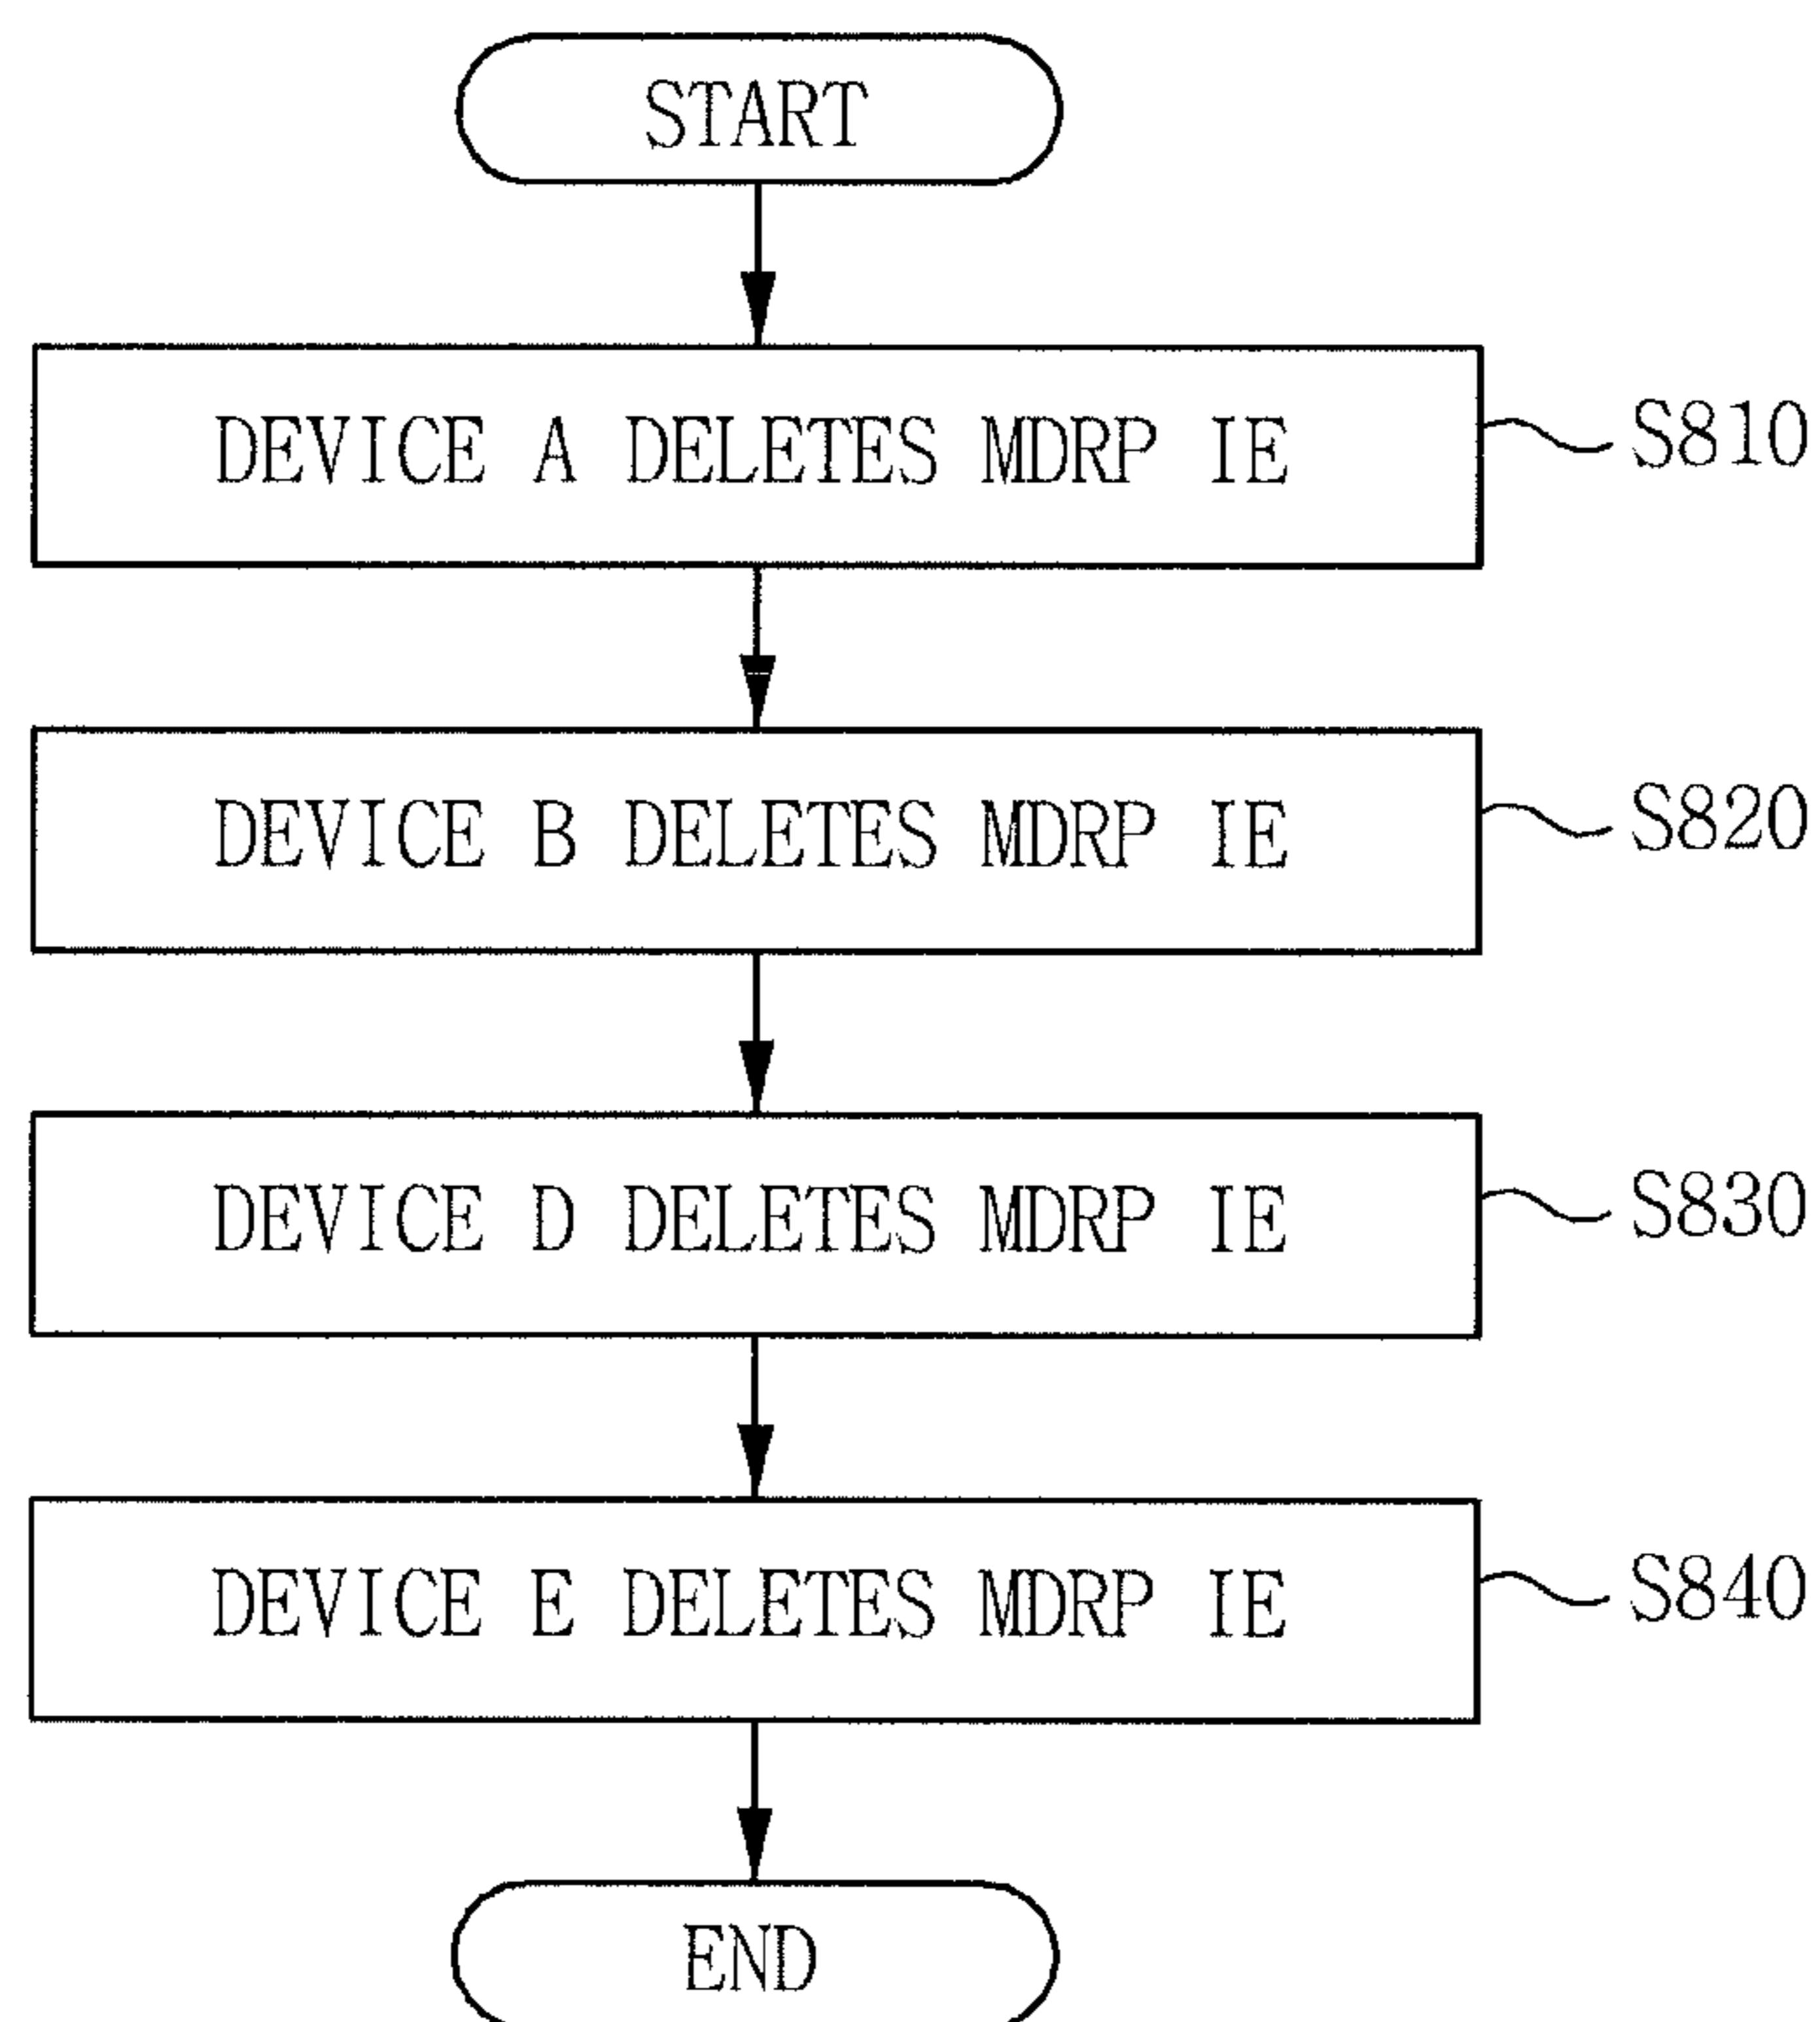 START
DEVICE A DELETES MDRP IE
S810
DEVICE B DELETES MDRP IE
S820
DEVICE D DELETES MDRP IE
S830
DEVICE E DELETES MDRP IE
S840
END